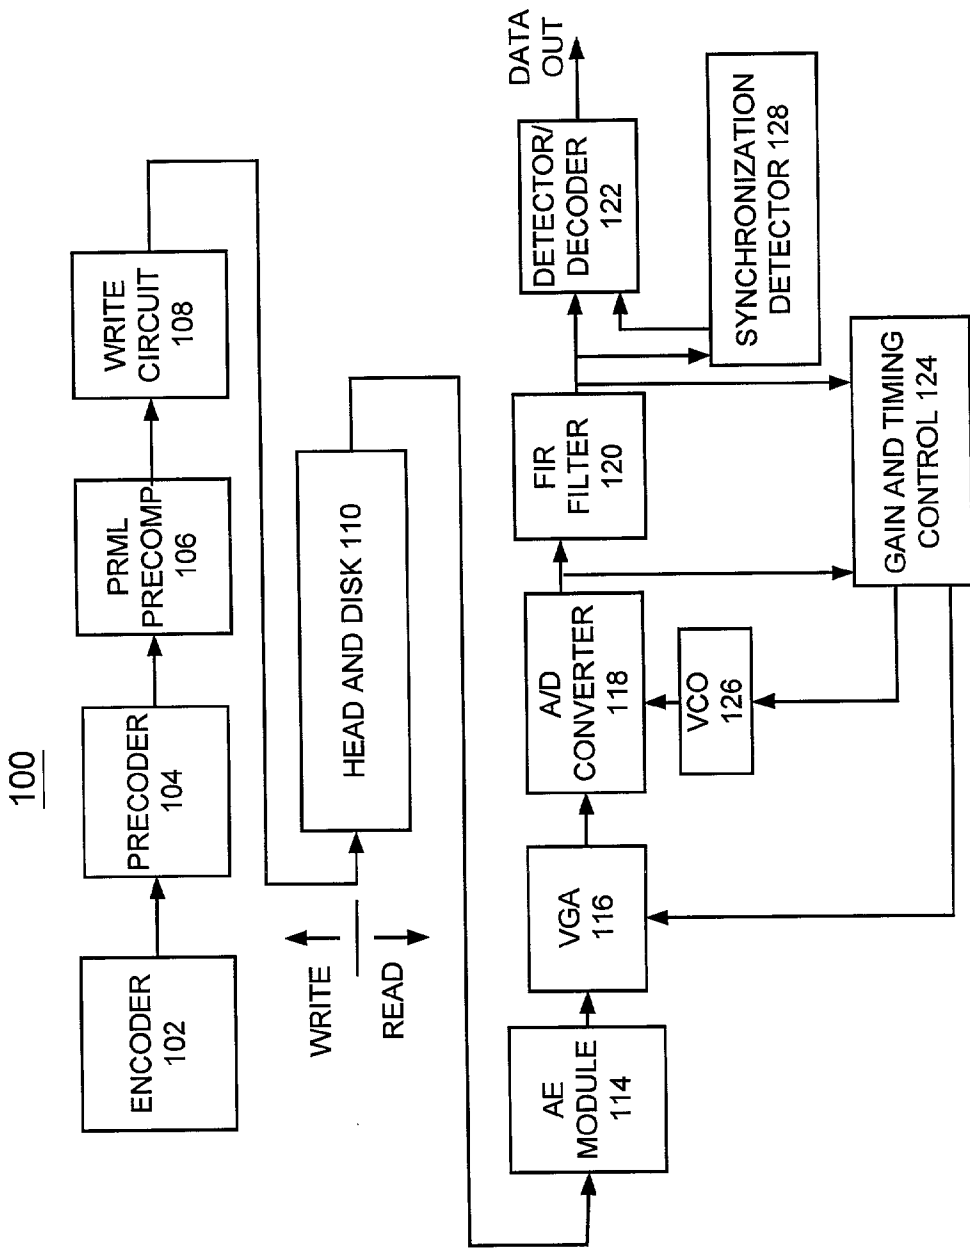 100
ENCODER
102
PRECODER
104
PRML
PRECOMP
106
WRITE
CIRCUIT
108
WRITE
READ
HEAD AND DISK 110
AE
MODULE
114
VGA
116
A/D
CONVERTER
118
VCO
126
FIR
FILTER
120
DETECTOR/
DECODER
122
DATA
OUT
SYNCHRONIZATION
DETECTOR 128
GAIN AND TIMING
CONTROL 124